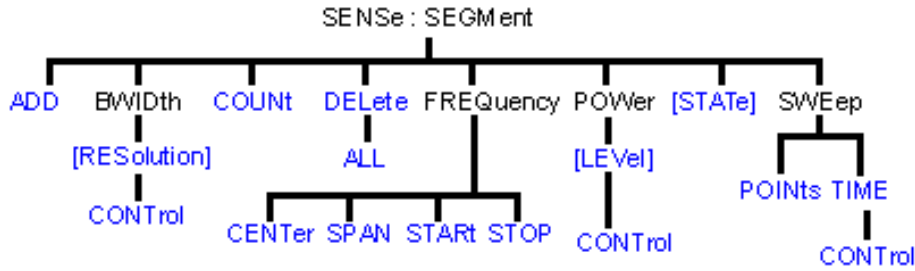 SENSe : SEGMent
ADD BWIDth COUNt DELete FREQuency POWer [STATe] SWEep
[RESolution] ALL [LEVel]
POINts TIME
CONTrol CENTer SPAN STARt STOP CONTrol CONTrol